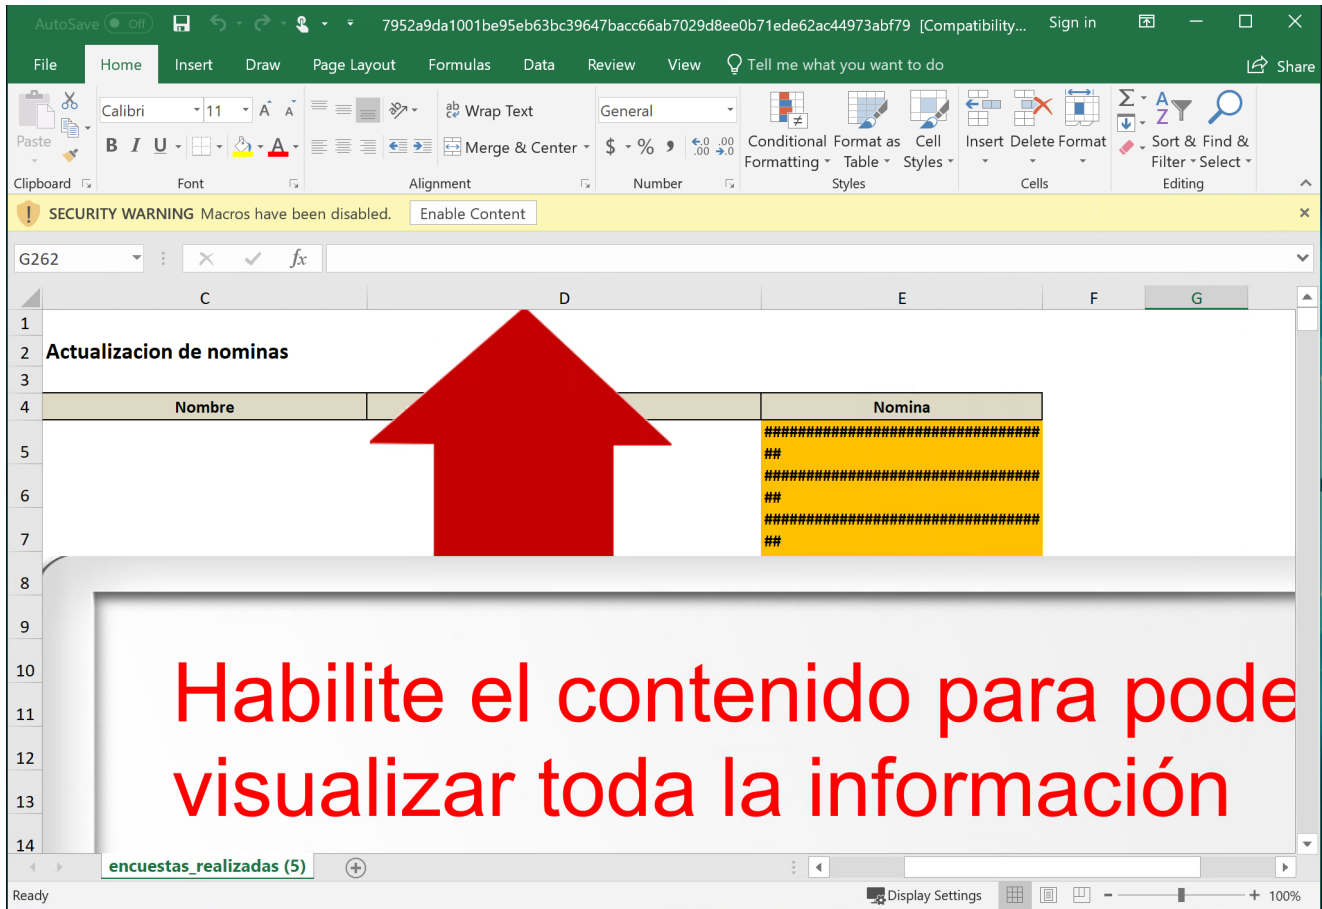 AutoSave Off 7952a9da1001be95eb63bc39647bacc66ab7029d8ee0b71ede62ac44973abf79 [Compatibility... Sign in
File Home Insert Draw Page Layout Formulas Data Review View Tell me what you want to do Share
Paste
Calibri 11 A A
B I U A
ab Wrap Text
Merge & Center
General
$ % , .0 .00 .00 .0
Conditional Formatting
Format as Table
Cell Styles
Insert Delete Format
Sort & Filter
Find & Select
Clipboard Font Alignment Number Styles Cells Editing
! SECURITY WARNING Macros have been disabled. Enable Content
G262 fx
C D E F G
1
2 Actualizacion de nominas
3
4 Nombre Nomina
5 #################################
##
6 #################################
##
7 #################################
##
8
9
10 Habilite el contenido para pode
11
12 visualizar toda la información
13
14
encuestas_realizadas (5)
Ready Display Settings 100%